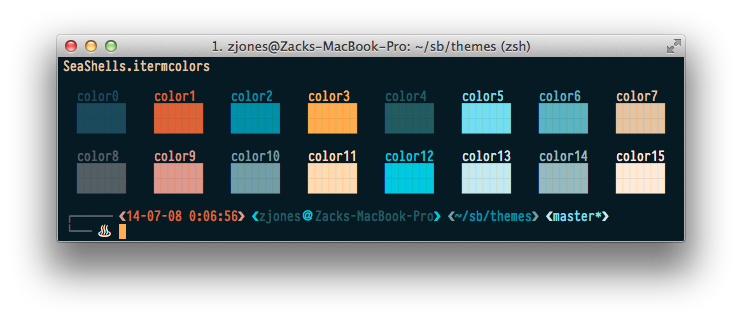 1. zjones@Zacks-MacBook-Pro: ~/sb/themes (zsh)
SeaShells.itermcolors
color0 color1 color2 color3 color4 color5 color6 color7
color8 color9 color10 color11 color12 color13 color14 color15
❮14-07-08 0:06:56❯ ❮zjones@Zacks-MacBook-Pro❯ ❮~/sb/themes❯ ❮master*❯
♨